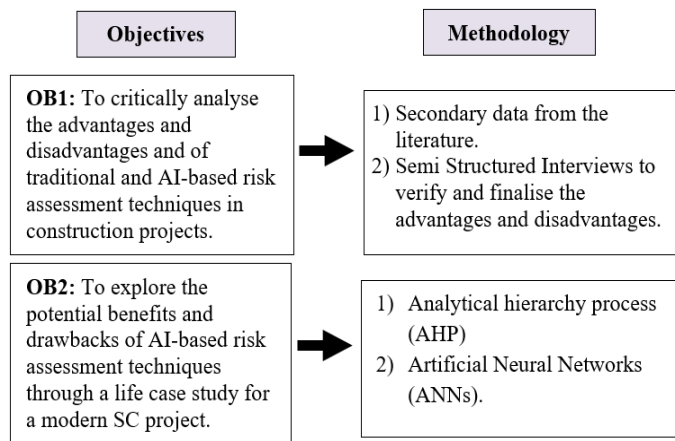 Objectives
Methodology
OB1: To critically analyse
the advantages and
disadvantages and of
traditional and AI-based risk
assessment techniques in
construction projects.
1) Secondary data from the
literature.
2) Semi Structured Interviews to
verify and finalise the
advantages and disadvantages.
OB2: To explore the
potential benefits and
drawbacks of AI-based risk
assessment techniques
through a life case study for
a modern SC project.
1) Analytical hierarchy process
(AHP)
2) Artificial Neural Networks
(ANNs).